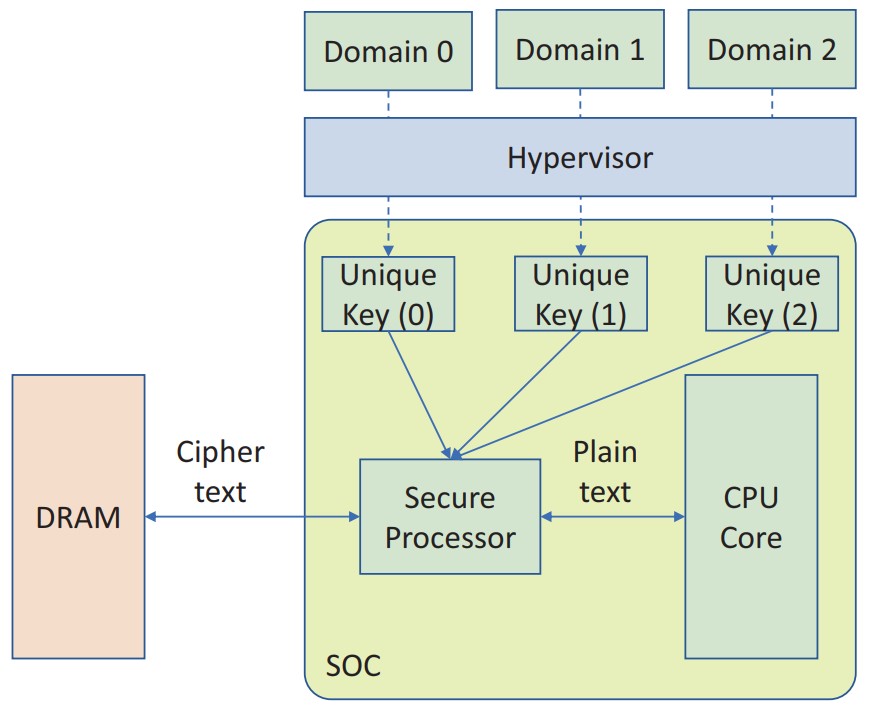 Domain 0
Domain 1
Domain 2
Hypervisor
Unique
Key (0)
Unique
Key (1)
Unique
Key (2)
DRAM
Cipher
text
Secure
Processor
Plain
text
CPU
Core
SOC